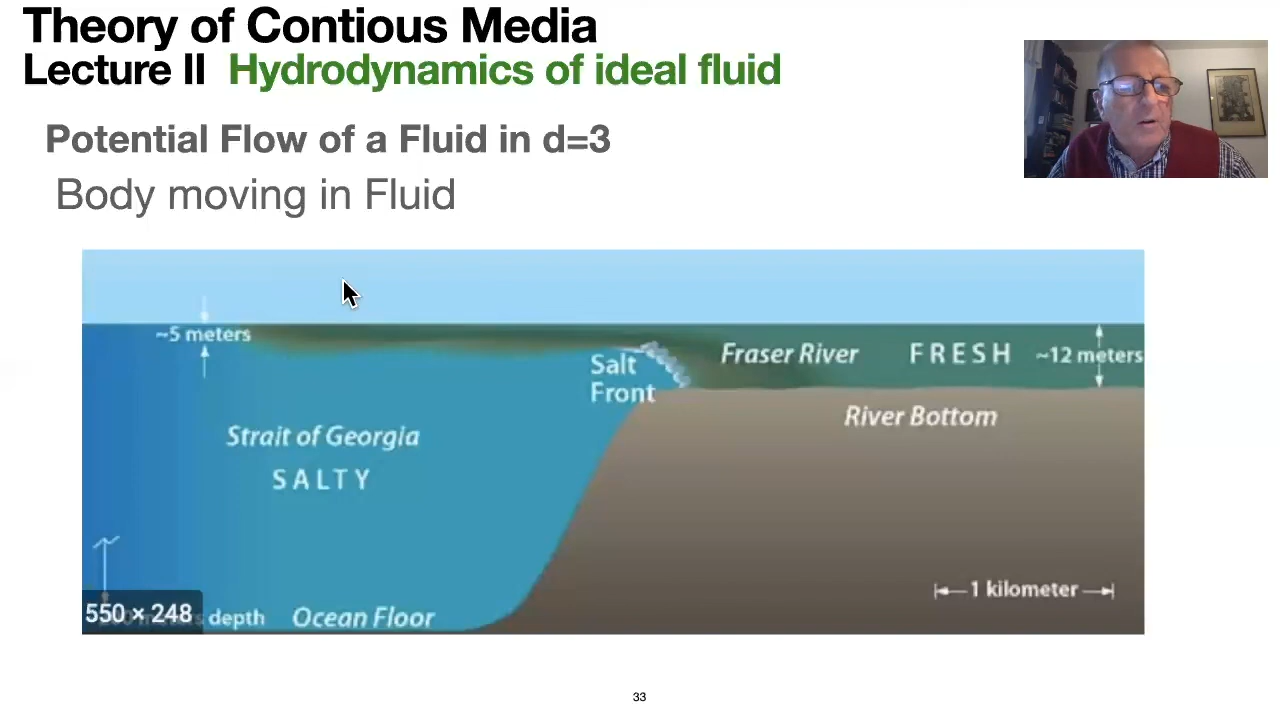 Theory of Contious Media
Lecture II Hydrodynamics of ideal fluid
Potential Flow of a Fluid in d=3
Body moving in Fluid
~5 meters
Salt
Front
Fraser River FRESH ~12 meters
River Bottom
Strait of Georgia
SALTY
1 kilometer
550 × 248
depth Ocean Floor
33